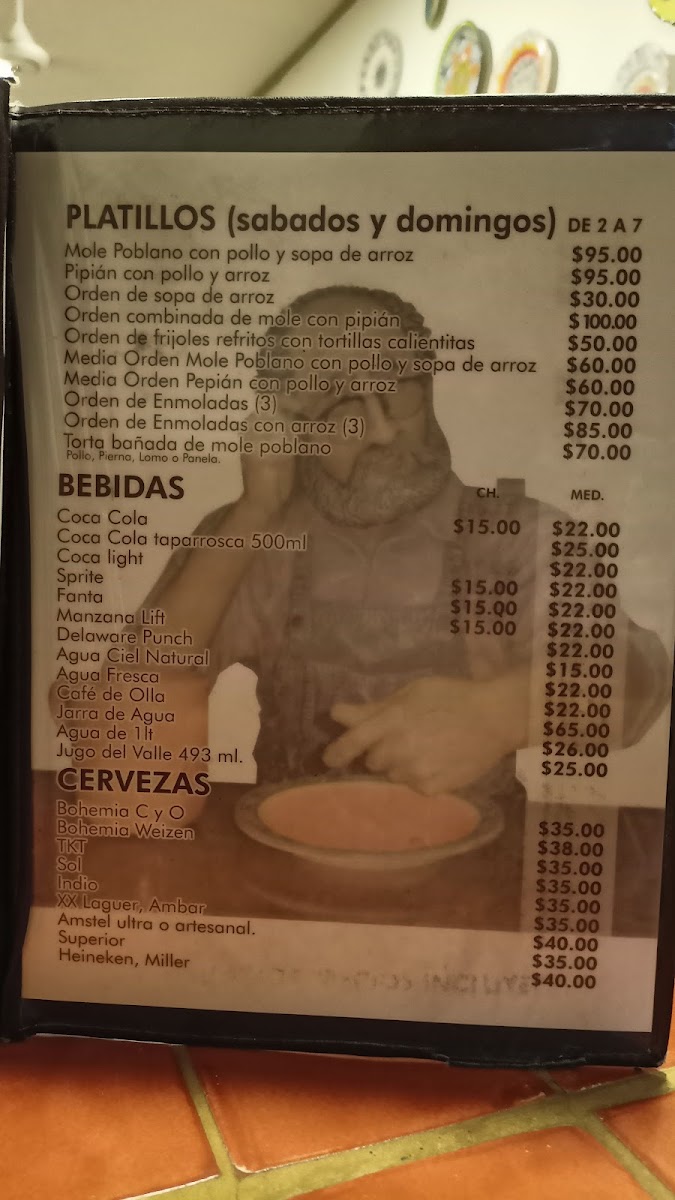 PLATILLOS (sabados y domingos) DE 2 A 7
Mole Poblano con pollo y sopa de arroz $95.00
Pipián con pollo y arroz $95.00
Orden de sopa de arroz $30.00
Orden combinada de mole con pipián $100.00
Orden de frijoles refritos con tortillas calientitas $50.00
Media Orden Mole Poblano con pollo y sopa de arroz $60.00
Media Orden Pepián con pollo y arroz $60.00
Orden de Enmoladas (3) $70.00
Orden de Enmoladas con arroz (3) $85.00
Torta bañada de mole poblano $70.00
Pollo, Pierna, Lomo o Panela.
BEBIDAS CH. MED.
Coca Cola $15.00 $22.00
Coca Cola taparrosca 500ml $25.00
Coca light $22.00
Sprite $15.00 $22.00
Fanta $15.00 $22.00
Manzana Lift $15.00 $22.00
Delaware Punch $22.00
Agua Ciel Natural $15.00
Agua Fresca $22.00
Café de Olla $22.00
Jarra de Agua $65.00
Agua de 1lt $26.00
Jugo del Valle 493 ml. $25.00
CERVEZAS
Bohemia C y O $35.00
Bohemia Weizen $38.00
TKT $35.00
Sol $35.00
Indio $35.00
XX Laguer, Ambar $35.00
Amstel ultra o artesanal. $40.00
Superior $35.00
Heineken, Miller $40.00